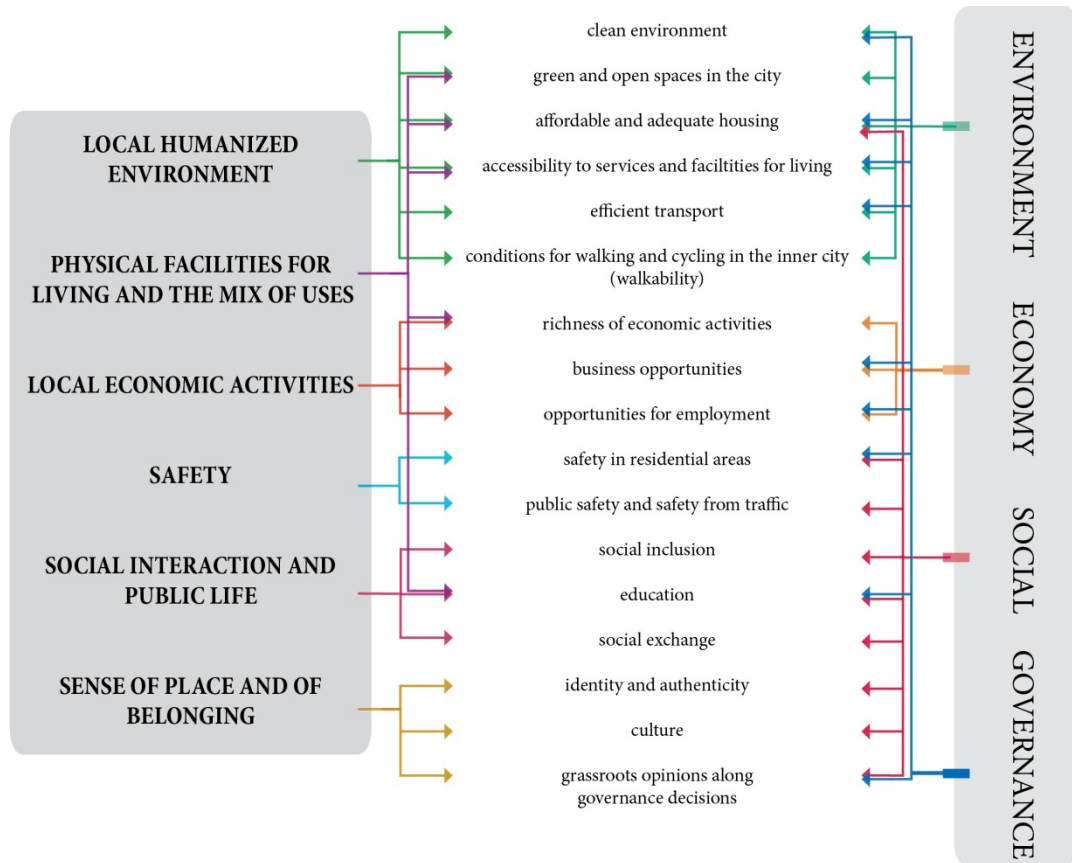 LOCAL HUMANIZED
ENVIRONMENT
PHYSICAL FACILITIES FOR
LIVING AND THE MIX OF USES
LOCAL ECONOMIC ACTIVITIES
SAFETY
SOCIAL INTERACTION AND
PUBLIC LIFE
SENSE OF PLACE AND OF
BELONGING
clean environment
green and open spaces in the city
affordable and adequate housing
accessibility to services and faciltities for living
efficient transport
conditions for walking and cycling in the inner city
(walkability)
richness of economic activities
business opportunities
opportunities for employment
safety in residential areas
public safety and safety from traffic
social inclusion
education
social exchange
identity and authenticity
culture
grassroots opinions along
governance decisions
ENVIRONMENT
ECONOMY
SOCIAL
GOVERNANCE